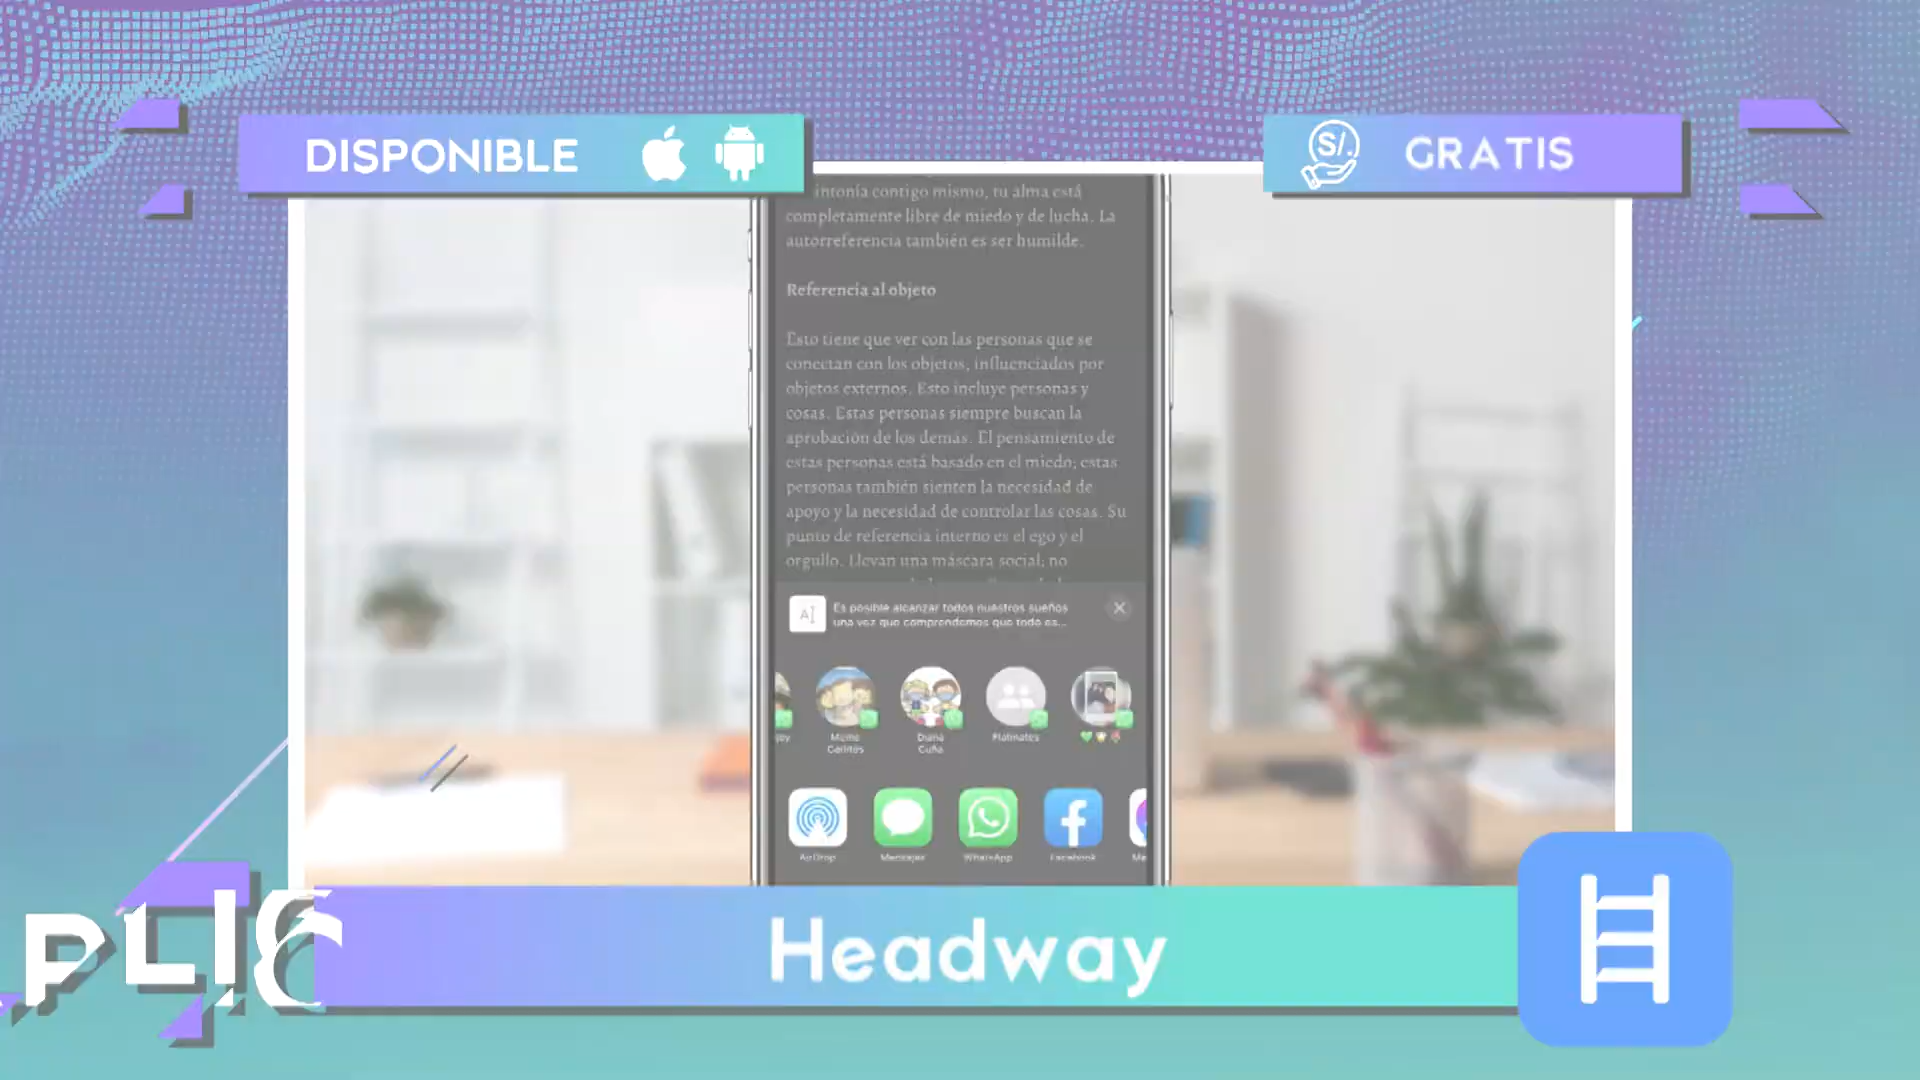 DISPONIBLE
S/.
GRATIS
intonía contigo mismo, tu alma está
completamente libre de miedo y de lucha. La
autorreferencia también es ser humilde.
Referencia al objeto
Esto tiene que ver con las personas que se
conectan con los objetos, influenciados por
objetos externos. Esto incluye personas y
cosas. Estas personas siempre buscan la
aprobación de los demás. El pensamiento de
estas personas está basado en el miedo; estas
personas también sienten la necesidad de
apoyo y la necesidad de controlar las cosas. Su
punto de referencia interno es el ego y el
orgullo. Llevan una máscara social; no
Es posible alcanzar todos nuestros sueños
una vez que comprendemos que todo es...
Diana
AirDrop
Mensajes
WhatsApp
Facebook
Me
PLIC
Headway